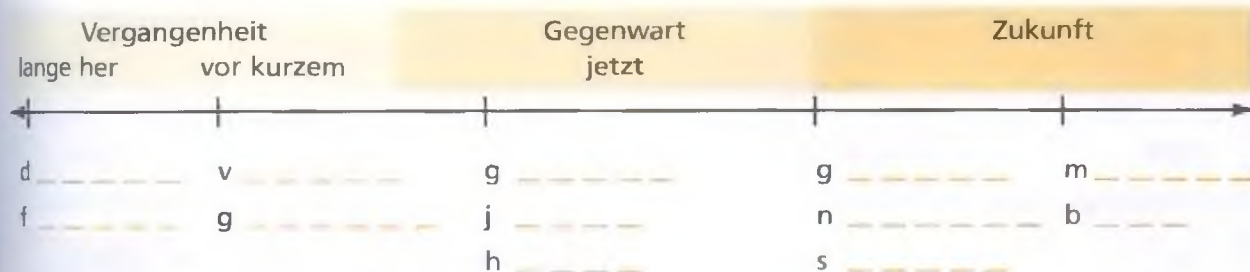 Vergangenheit Gegenwart Zukunft
lange her vor kurzem jetzt
d _ _ _ _ _ v _ _ _ _ _ g _ _ _ _ _ g _ _ _ _ _ m _ _ _ _ _
f _ _ _ _ _ g _ _ _ _ _ _ j _ _ _ _ n _ _ _ _ _ _ b _ _ _
h _ _ _ _ s _ _ _ _ _